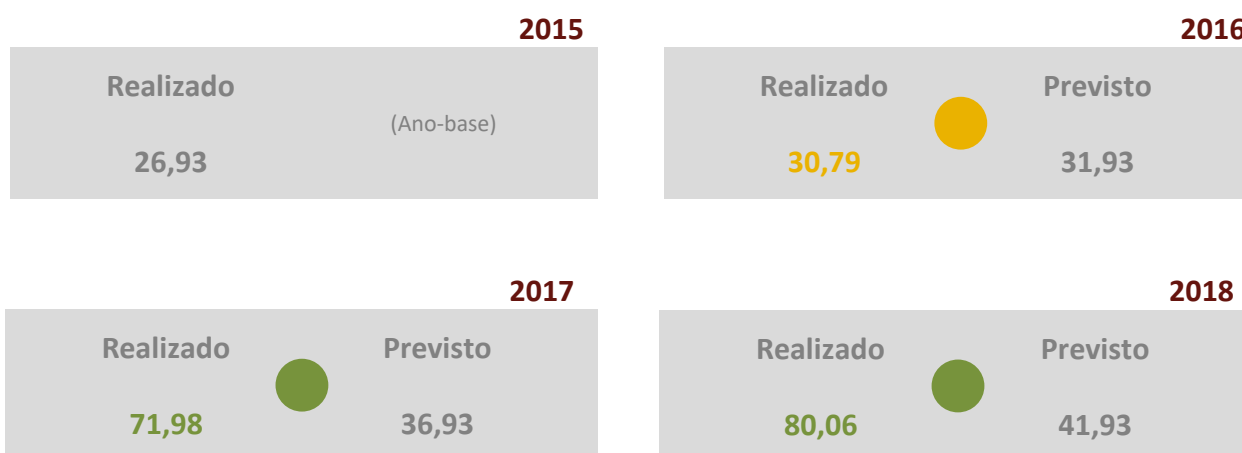 2015
Realizado
(Ano-base)
26,93
2016
Realizado Previsto
30,79 31,93
2017
Realizado Previsto
71,98 36,93
2018
Realizado Previsto
80,06 41,93